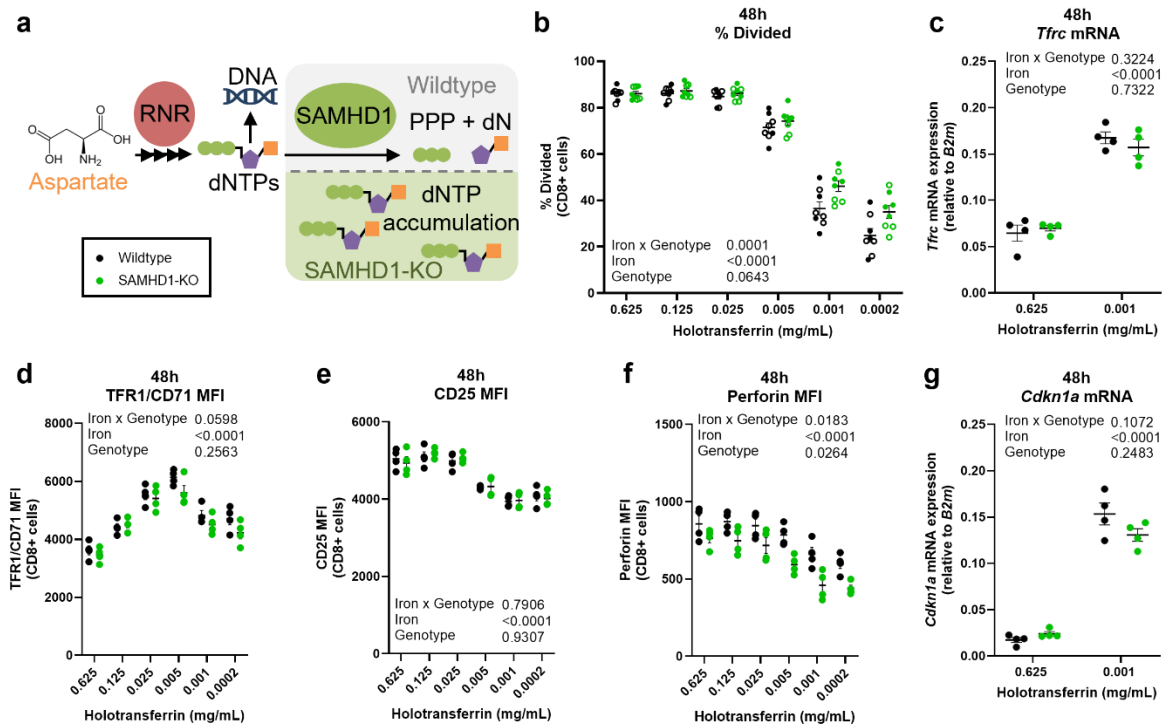 a
RNR
DNA
SAMHD1
Wildtype
PPP + dN
O
OH
OH
O
NH2
Aspartate
dNTPs
dNTP
accumulation
SAMHD1-KO
Wildtype
SAMHD1-KO
b
48h
% Divided
% Divided
(CD8+ cells)
100
80
60
40
20
0
Iron x Genotype 0.0001
Iron <0.0001
Genotype 0.0643
0.625 0.125 0.025 0.005 0.001 0.0002
Holotransferrin (mg/mL)
c
48h
Tfrc mRNA
Iron x Genotype 0.3224
Iron <0.0001
Genotype 0.7322
Tfrc mRNA expression
(relative to B2m)
0.25
0.20
0.15
0.10
0.05
0.00
0.625 0.001
Holotransferrin (mg/mL)
d
48h
TFR1/CD71 MFI
Iron x Genotype 0.0598
Iron <0.0001
Genotype 0.2563
TFR1/CD71 MFI
(CD8+ cells)
8000
6000
4000
2000
0
0.625 0.125 0.025 0.005 0.001 0.0002
Holotransferrin (mg/mL)
e
48h
CD25 MFI
CD25 MFI
(CD8+ cells)
6000
4000
2000
0
Iron x Genotype 0.7906
Iron <0.0001
Genotype 0.9307
0.625 0.125 0.025 0.005 0.001 0.0002
Holotransferrin (mg/mL)
f
48h
Perforin MFI
Iron x Genotype 0.0183
Iron <0.0001
Genotype 0.0264
Perforin MFI
(CD8+ cells)
1500
1000
500
0
0.625 0.125 0.025 0.005 0.001 0.0002
Holotransferrin (mg/mL)
g
48h
Cdkn1a mRNA
Iron x Genotype 0.1072
Iron <0.0001
Genotype 0.2483
Cdkn1a mRNA expression
(relative to B2m)
0.25
0.20
0.15
0.10
0.05
0.00
0.625 0.001
Holotransferrin (mg/mL)